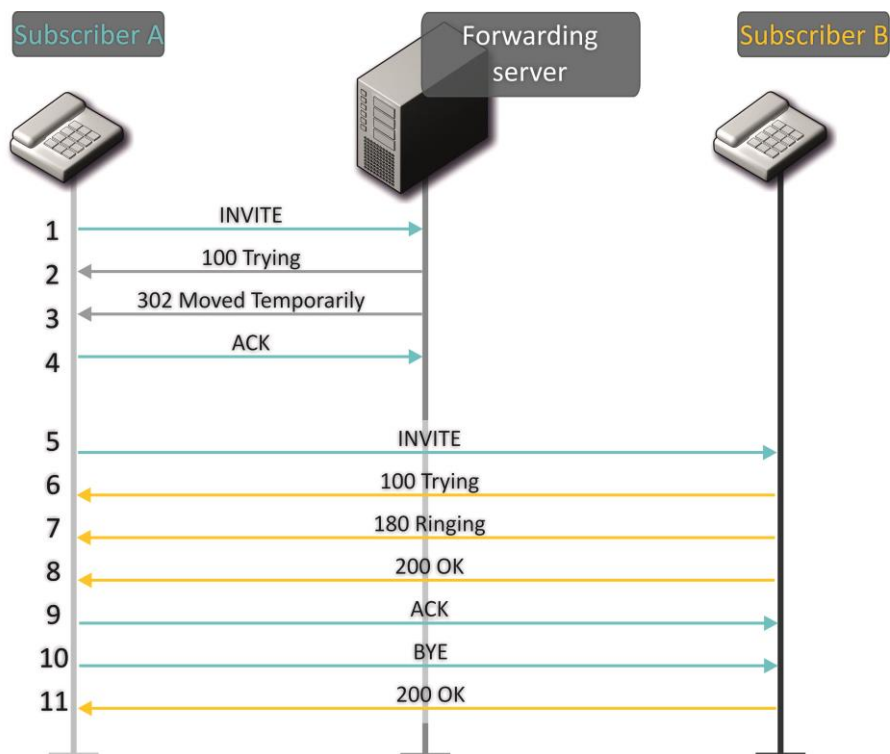 Subscriber A
Forwarding
server
Subscriber B
1
INVITE
2
100 Trying
3
302 Moved Temporarily
4
ACK
5
INVITE
6
100 Trying
7
180 Ringing
8
200 OK
9
ACK
10
BYE
11
200 OK